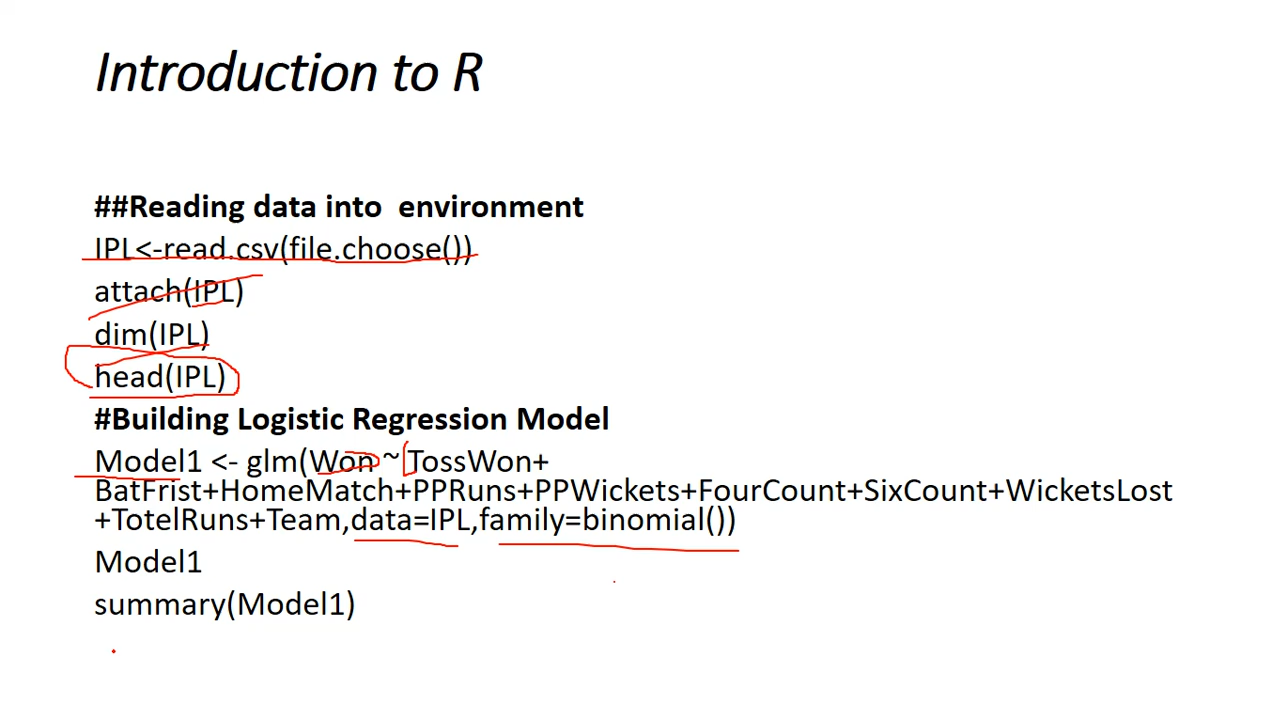 Introduction to R
##Reading data into environment
IPL<-read.csv(file.choose())
attach(IPL)
dim(IPL)
head(IPL)
#Building Logistic Regression Model
Model1 <- glm(Won ~ TossWon+
BatFrist+HomeMatch+PPRuns+PPWickets+FourCount+SixCount+WicketsLost
+TotelRuns+Team,data=IPL,family=binomial())
Model1
summary(Model1)